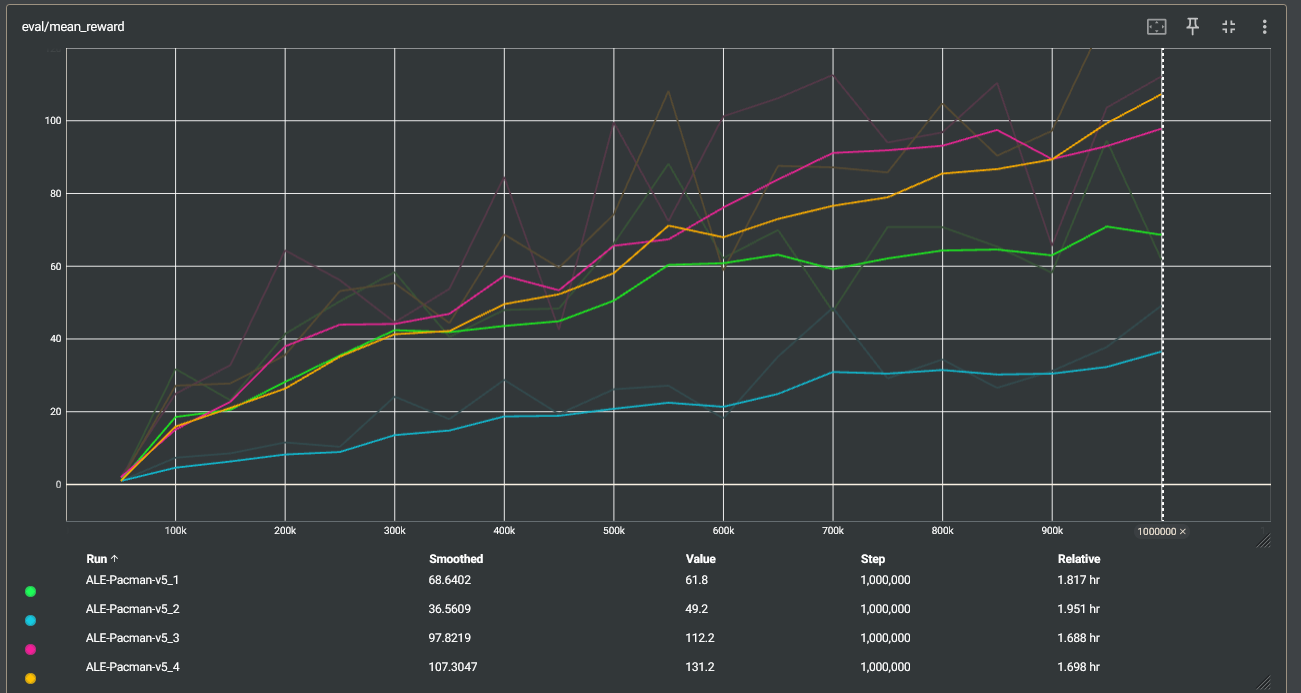 eval/mean_reward
100
80
60
40
20
0
100k 200k 300k 400k 500k 600k 700k 800k 900k 1000000 ×
Run ↑ Smoothed Value Step Relative
ALE-Pacman-v5_1 68.6402 61.8 1,000,000 1.817 hr
ALE-Pacman-v5_2 36.5609 49.2 1,000,000 1.951 hr
ALE-Pacman-v5_3 97.8219 112.2 1,000,000 1.688 hr
ALE-Pacman-v5_4 107.3047 131.2 1,000,000 1.698 hr